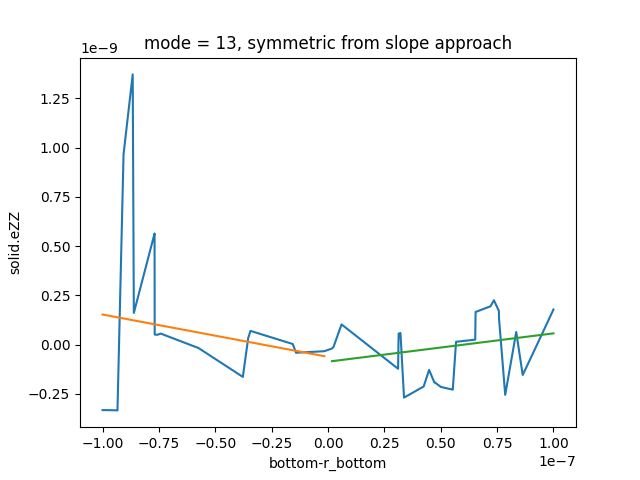 mode = 13, symmetric from slope approach
1e−9
1.25
1.00
0.75
0.50
0.25
0.00
−0.25
solid.eZZ
−1.00 −0.75 −0.50 −0.25 0.00 0.25 0.50 0.75 1.00
bottom-r_bottom
1e−7